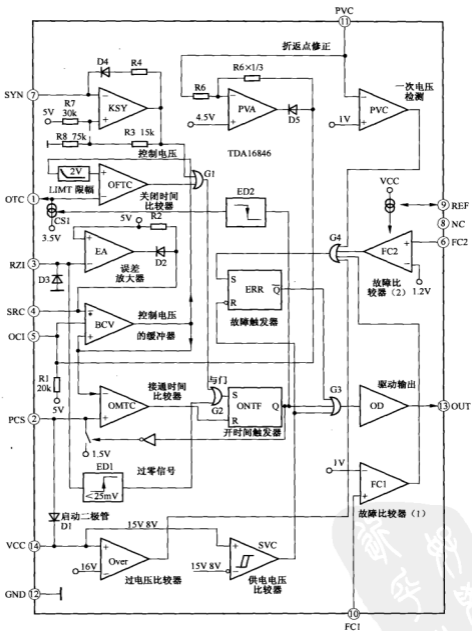 PVC
11
折返点修正
D4
R4
R6×1/3
R6
SYN 7
KSY
PVA
一次电压
检测
PVC
5V
R7
30k
4.5V
D5
1V
R8 75k
R3 15k
TDA16846
控制电压
G1
VCC
2V
LIMT 限幅
OFTC
ED2
9 REF
OTC 1
关闭时间
比较器
8 NC
CS1
3.5V
5V
R2
G4
FC2
6 FC2
RZI 3
EA
D2
S
ERR
Q
误差
放大器
故障比
较器（2）
1.2V
D3
R
SRC 4
BCV
控制电压
的缓冲器
故障触发器
OCI 5
R1
20k
与门
G3
驱动输出
5V
OMTC
接通时间
比较器
S
ONTF
Q
OD
13 OUT
PCS 2
G2
R
开时间触发器
1.5V
ED1
过零信号
1V
FC1
<25mV
启动二极管
D1
故障比较器（1）
15V 8V
SVC
VCC 14
Over
16V
过电压比较器
15V 8V
供电电压
比较器
GND 12
10
FC1